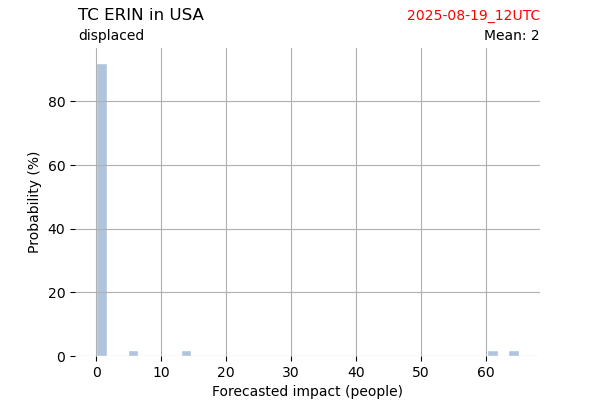 TC ERIN in USA
2025-08-19_12UTC
displaced
Mean: 2
Probability (%)
80
60
40
20
0
0 10 20 30 40 50 60
Forecasted impact (people)